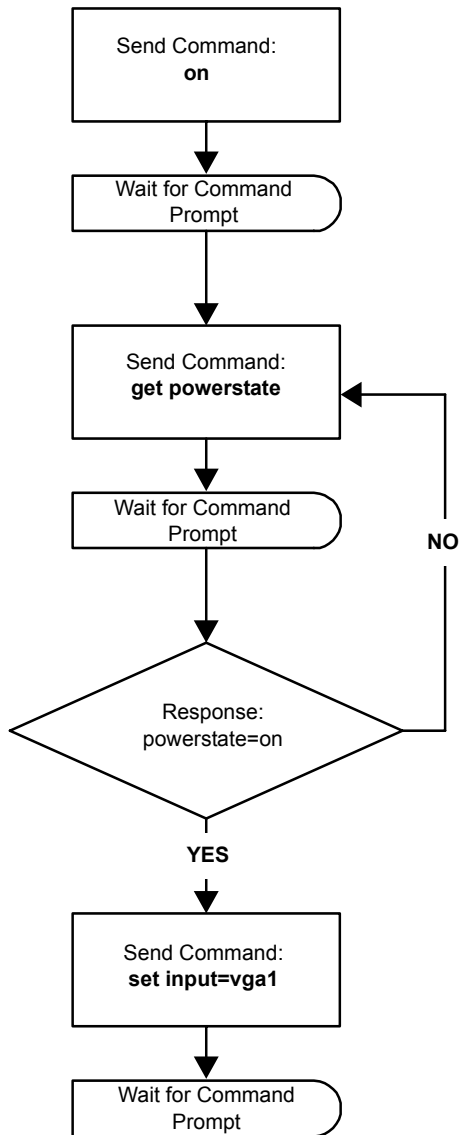 Send Command:
on
Wait for Command
Prompt
Send Command:
get powerstate
Wait for Command
Prompt
NO
Response:
powerstate=on
YES
Send Command:
set input=vga1
Wait for Command
Prompt